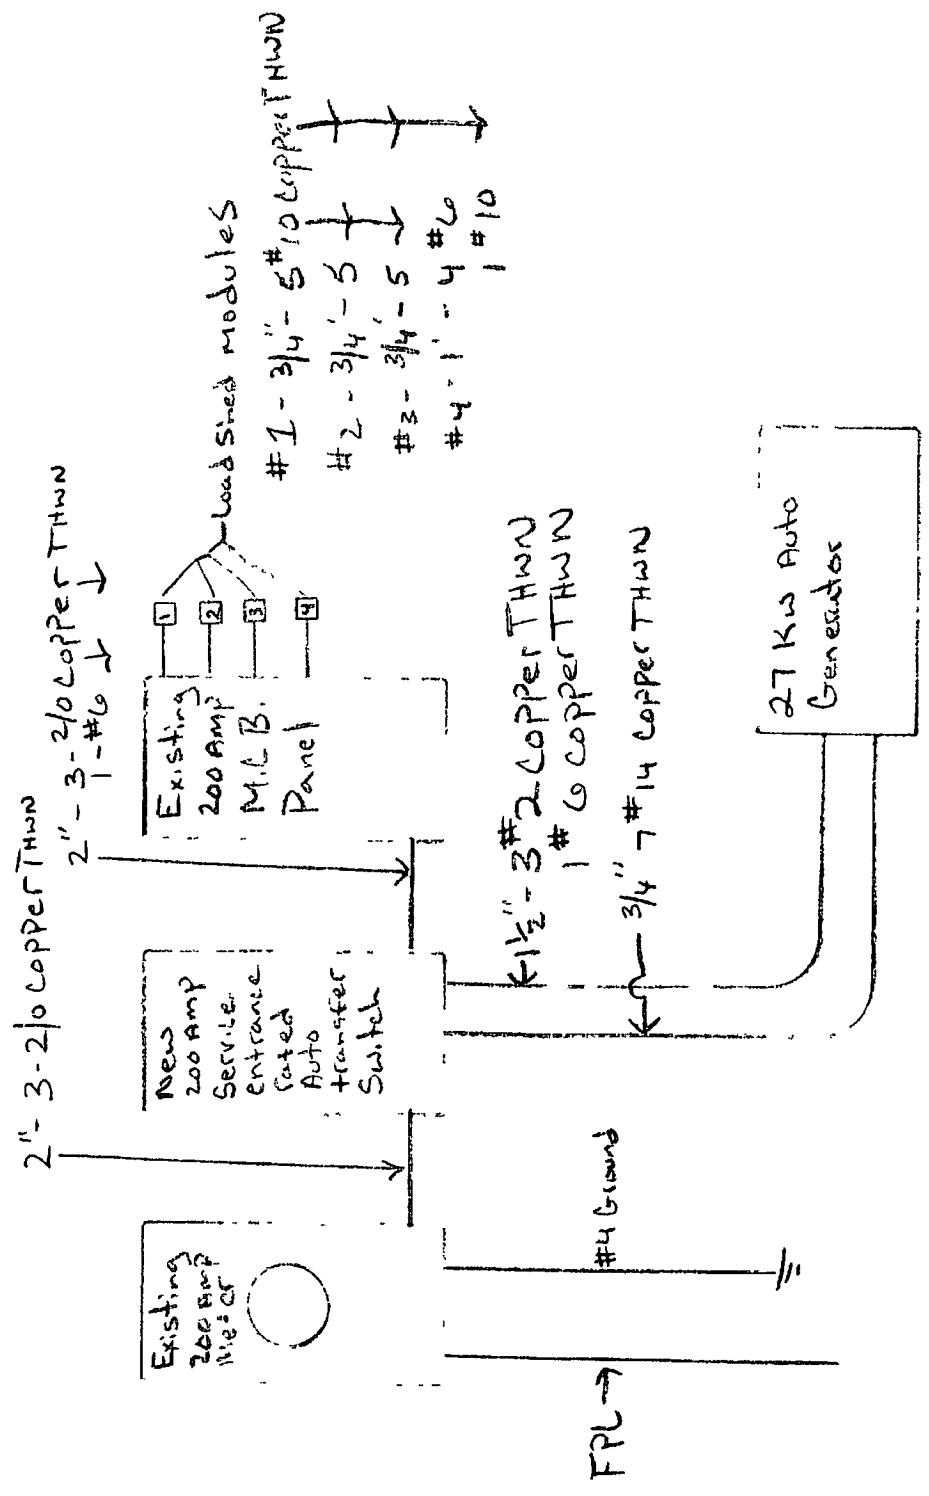 2"- 3- 2/0 COPPER THWN
2"- 3- 2/0 COPPER THWN
1-#6 ↓ ↓
Existing
200 Amp
Meter
New
200 AMP
Service
entrance
rated
Auto
transfer
Switch
Existing
200 Amp
M.C.B.
Panel
1
2
3
4
Load Shed Modules
#1 - 3/4" - 5 #10 COPPER THWN
#2 - 3/4' - 5
#3 - 3/4' - 5
#4 - 1' - 4 #6
1 #10
1½" - 3 #2 COPPER THWN
1 #6 COPPER THWN
3/4" 7 #14 COPPER THWN
#4 Ground
FPL →
27 KW Auto
Generator